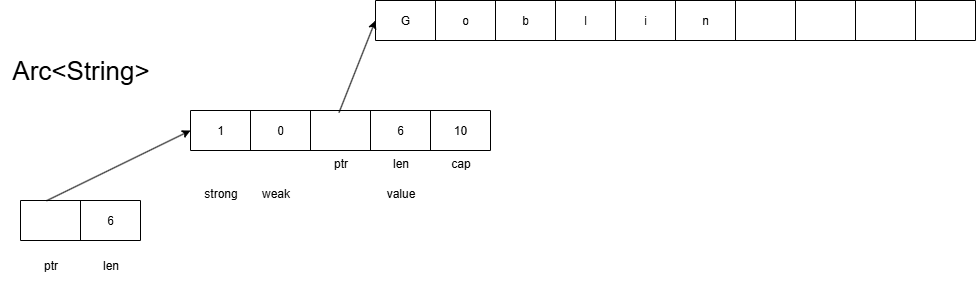 G o b l i n
Arc<String>
1 0 6 10
ptr len cap
strong weak value
6
ptr len